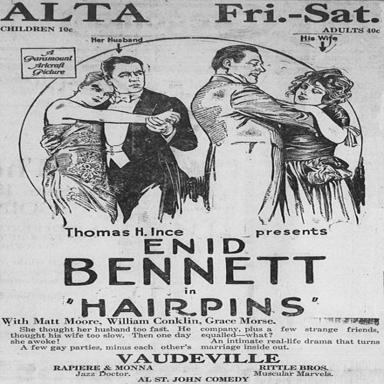 ALTA Fri.-Sat.
CHILDREN 10c ADULTS 40c
A
Paramount
Artcraft
Picture
Her Husband
His Wife
Thomas H. Ince presents
ENID
BENNETT
in
"HAIRPINS"
With Matt Moore, William Conklin, Grace Morse.
She thought her husband too fast. He
thought his wife too slow. Then one day
she awoke!
A few gay parties, minus each other's
company, plus a few strange friends,
equalled—what?
An intimate real-life drama that turns
marriage inside out.
VAUDEVILLE
RAPIERE & MONNA
Jazz Doctor.
RITTLE BROS.
Muscular Marvels.
AL ST. JOHN COMEDY